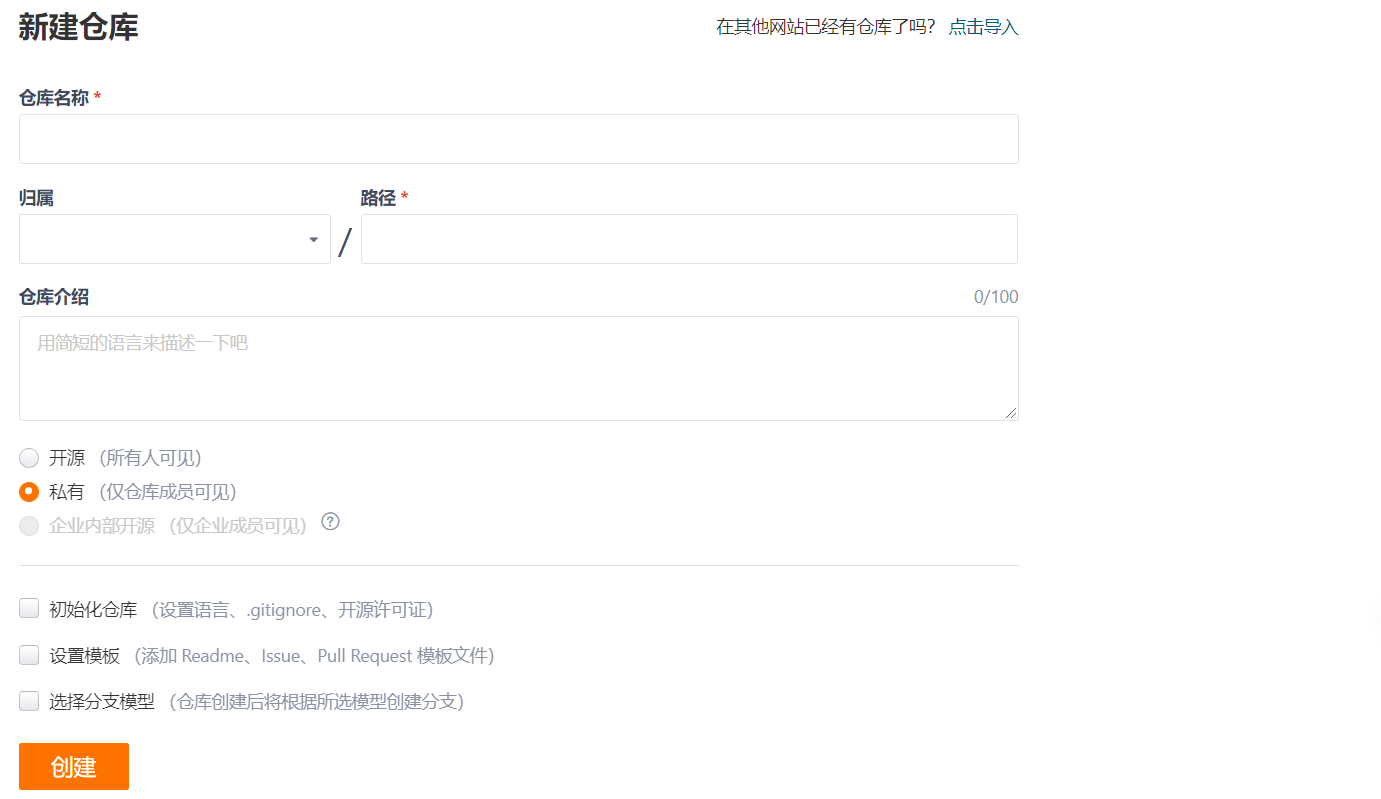 新建仓库
在其他网站已经有仓库了吗? 点击导入
仓库名称 *
归属
路径 *
/
仓库介绍
0/100
用简短的语言来描述一下吧
开源 (所有人可见)
私有 (仅仓库成员可见)
企业内部开源 (仅企业成员可见) ?
初始化仓库 (设置语言、.gitignore、开源许可证)
设置模板 (添加 Readme、Issue、Pull Request 模板文件)
选择分支模型 (仓库创建后将根据所选模型创建分支)
创建